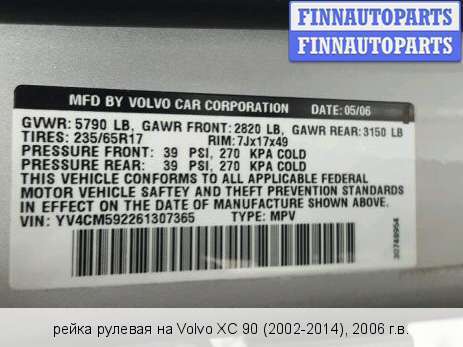 FINNAUTOPARTS
FINNAUTOPARTS
MFD BY VOLVO CAR CORPORATION DATE: 05/06
GVWR: 5790 LB, GAWR FRONT: 2820 LB, GAWR REAR: 3150 LB
TIRES: 235/65R17 RIM: 7Jx17x49
PRESSURE FRONT: 39 PSI, 270 KPA COLD
PRESSURE REAR: 39 PSI, 270 KPA COLD
THIS VEHICLE CONFORMS TO ALL APPLICABLE FEDERAL
MOTOR VEHICLE SAFTEY AND THEFT PREVENTION STANDARDS
IN EFFECT ON THE DATE OF MANUFACTURE SHOWN ABOVE.
VIN: YV4CM592261307365 TYPE: MPV
30748954
рейка рулевая на Volvo XC 90 (2002-2014), 2006 г.в.